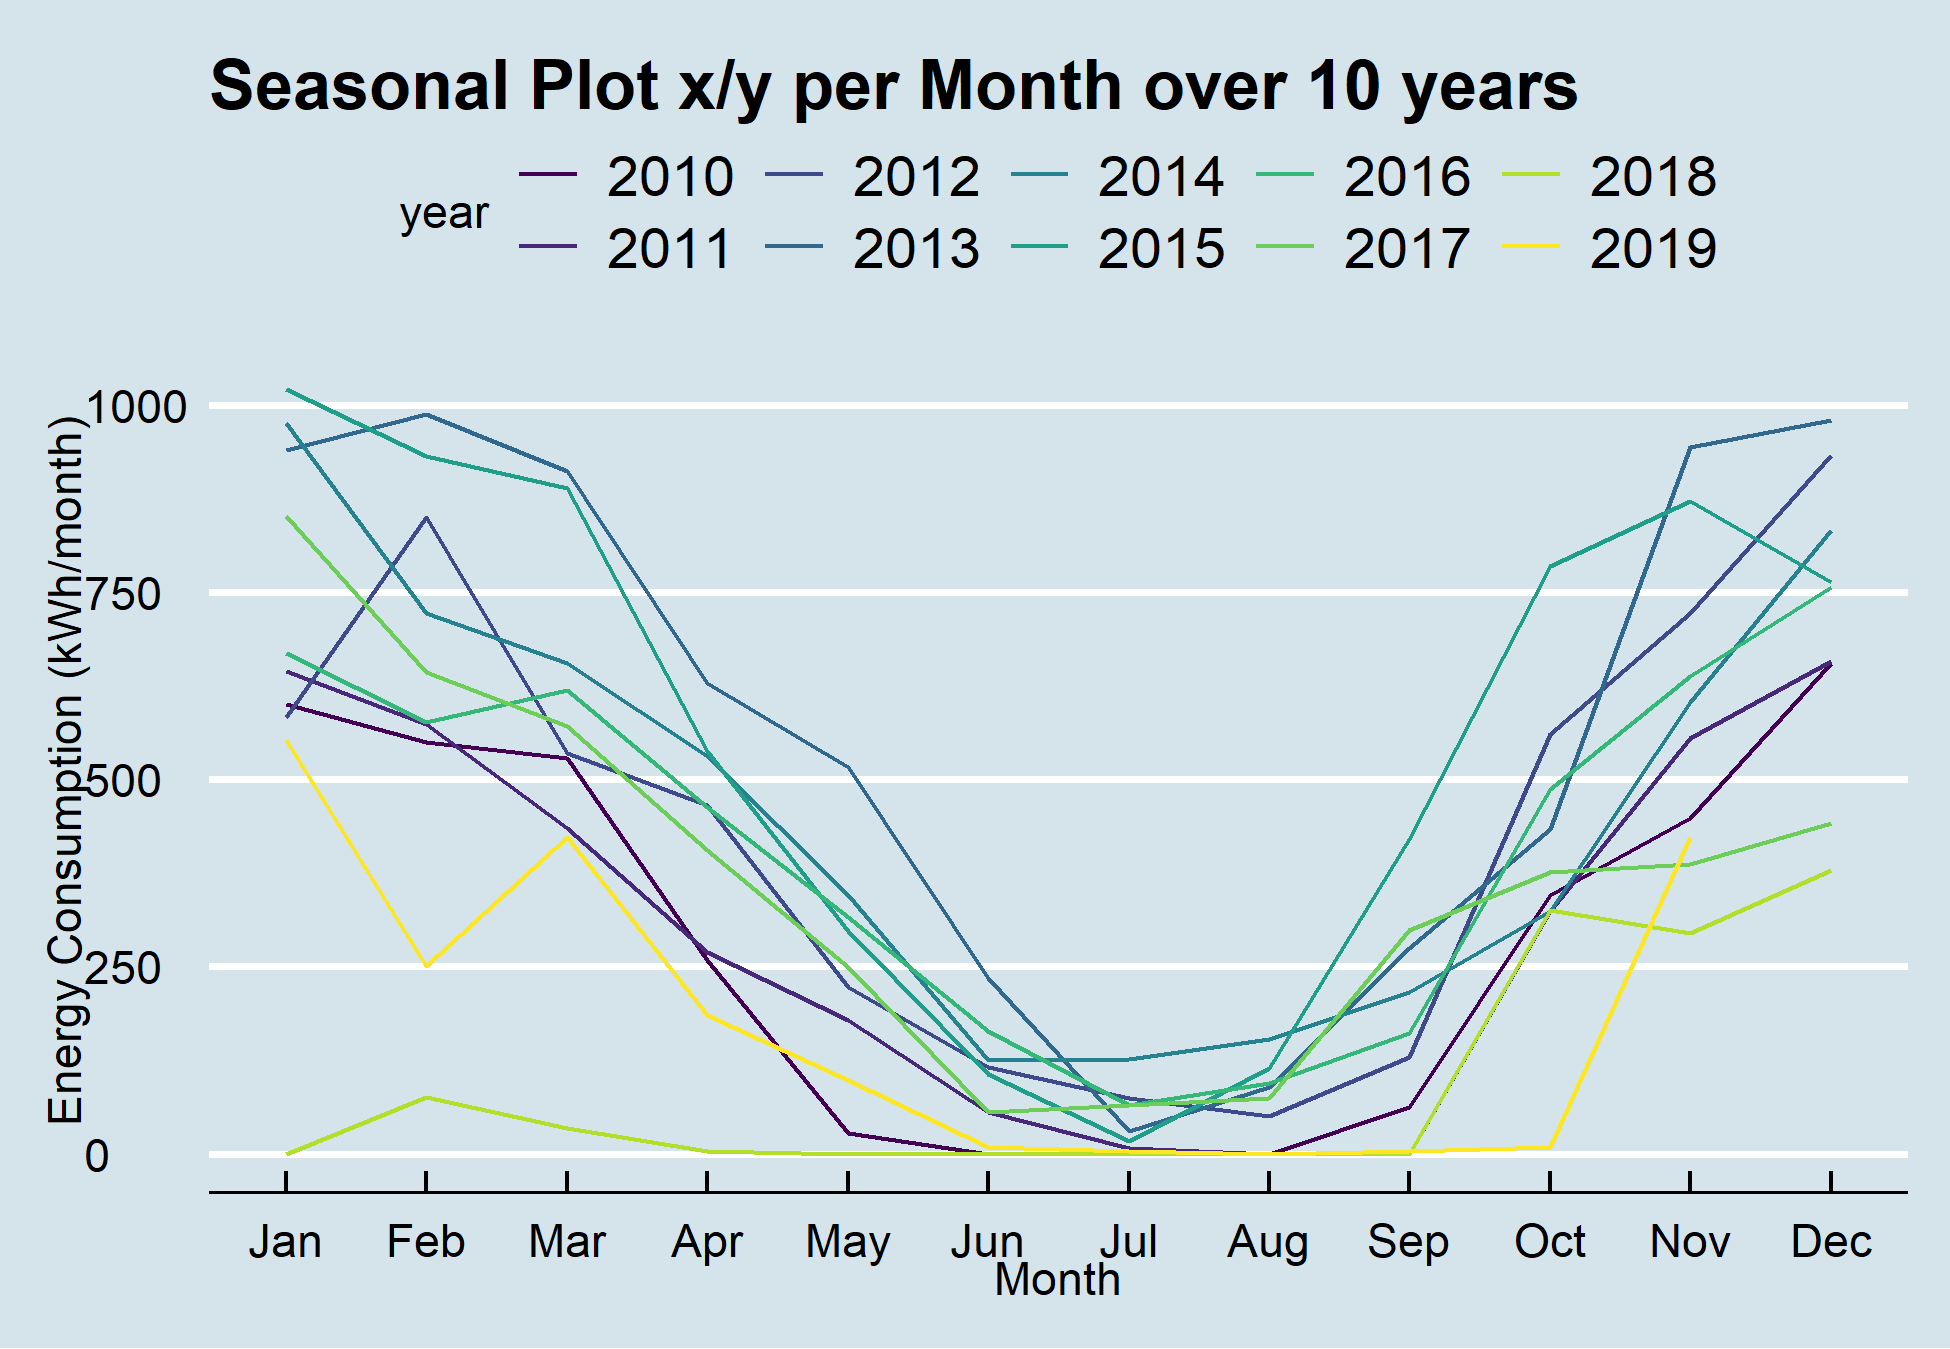 Seasonal Plot x/y per Month over 10 years
year
2010 2012 2014 2016 2018
2011 2013 2015 2017 2019
Energy Consumption (kWh/month)
1000
750
500
250
0
Jan Feb Mar Apr May Jun Jul Aug Sep Oct Nov Dec
Month